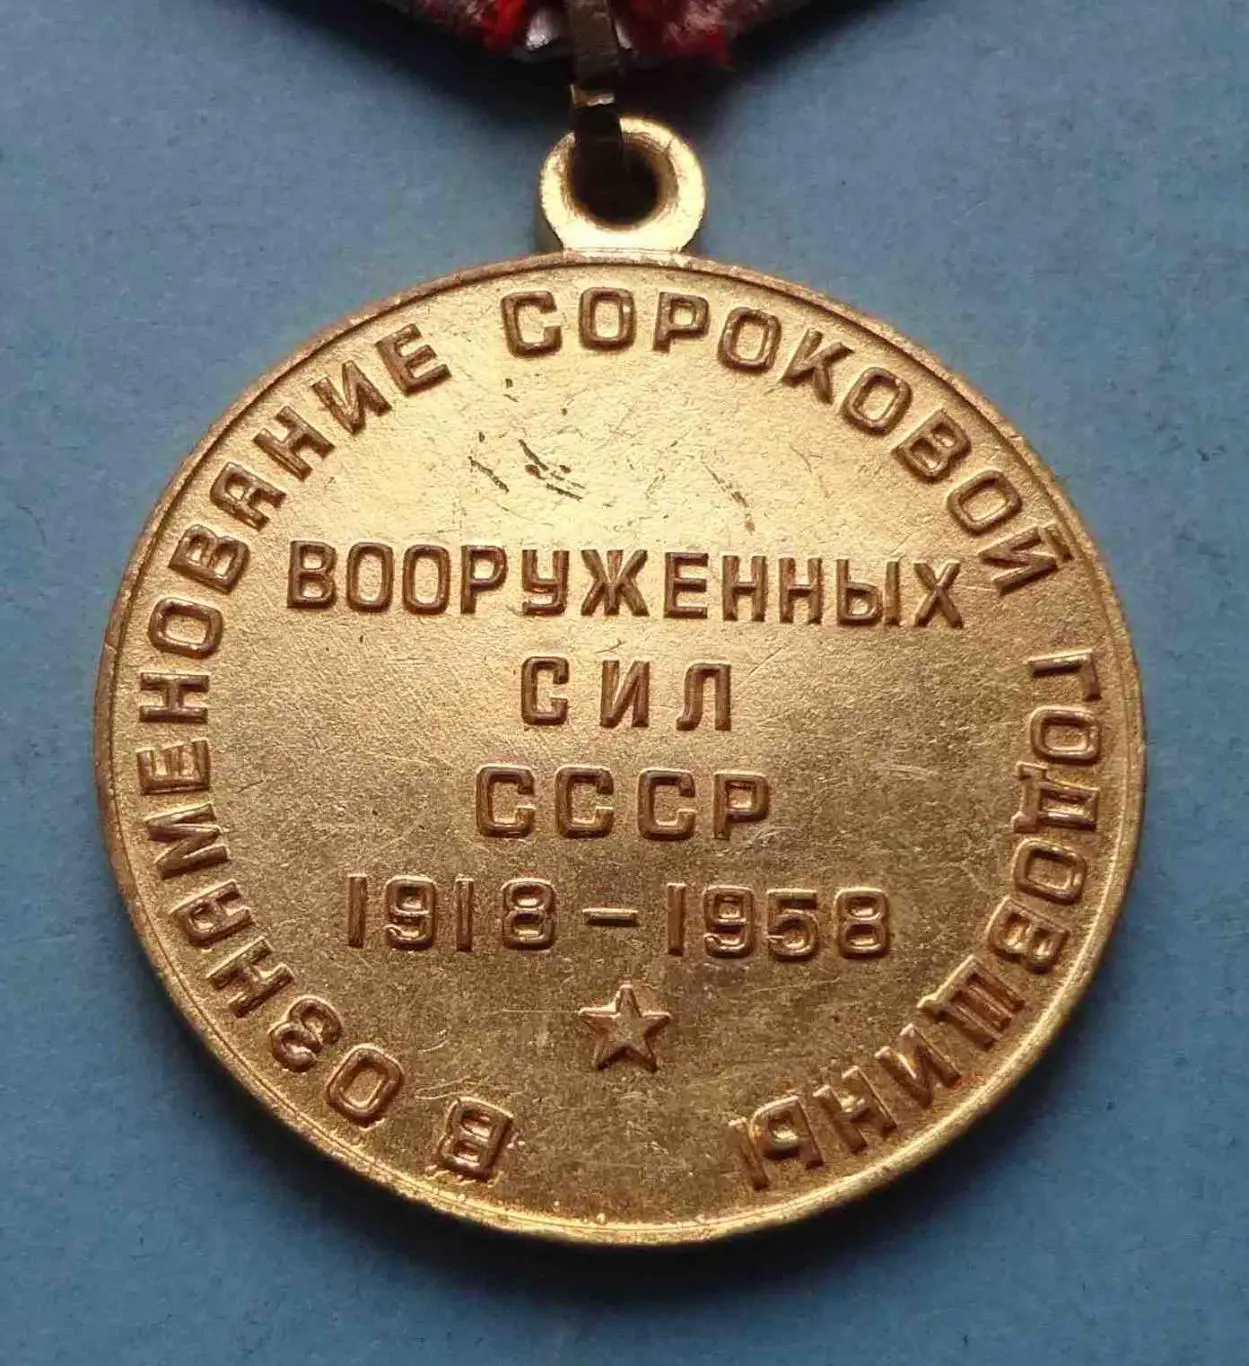 В ОЗНАМЕНОВАНИЕ СОРОКОВОЙ ГОДОВЩИНЫ
ВООРУЖЕННЫХ
СИЛ
СССР
1918-1958